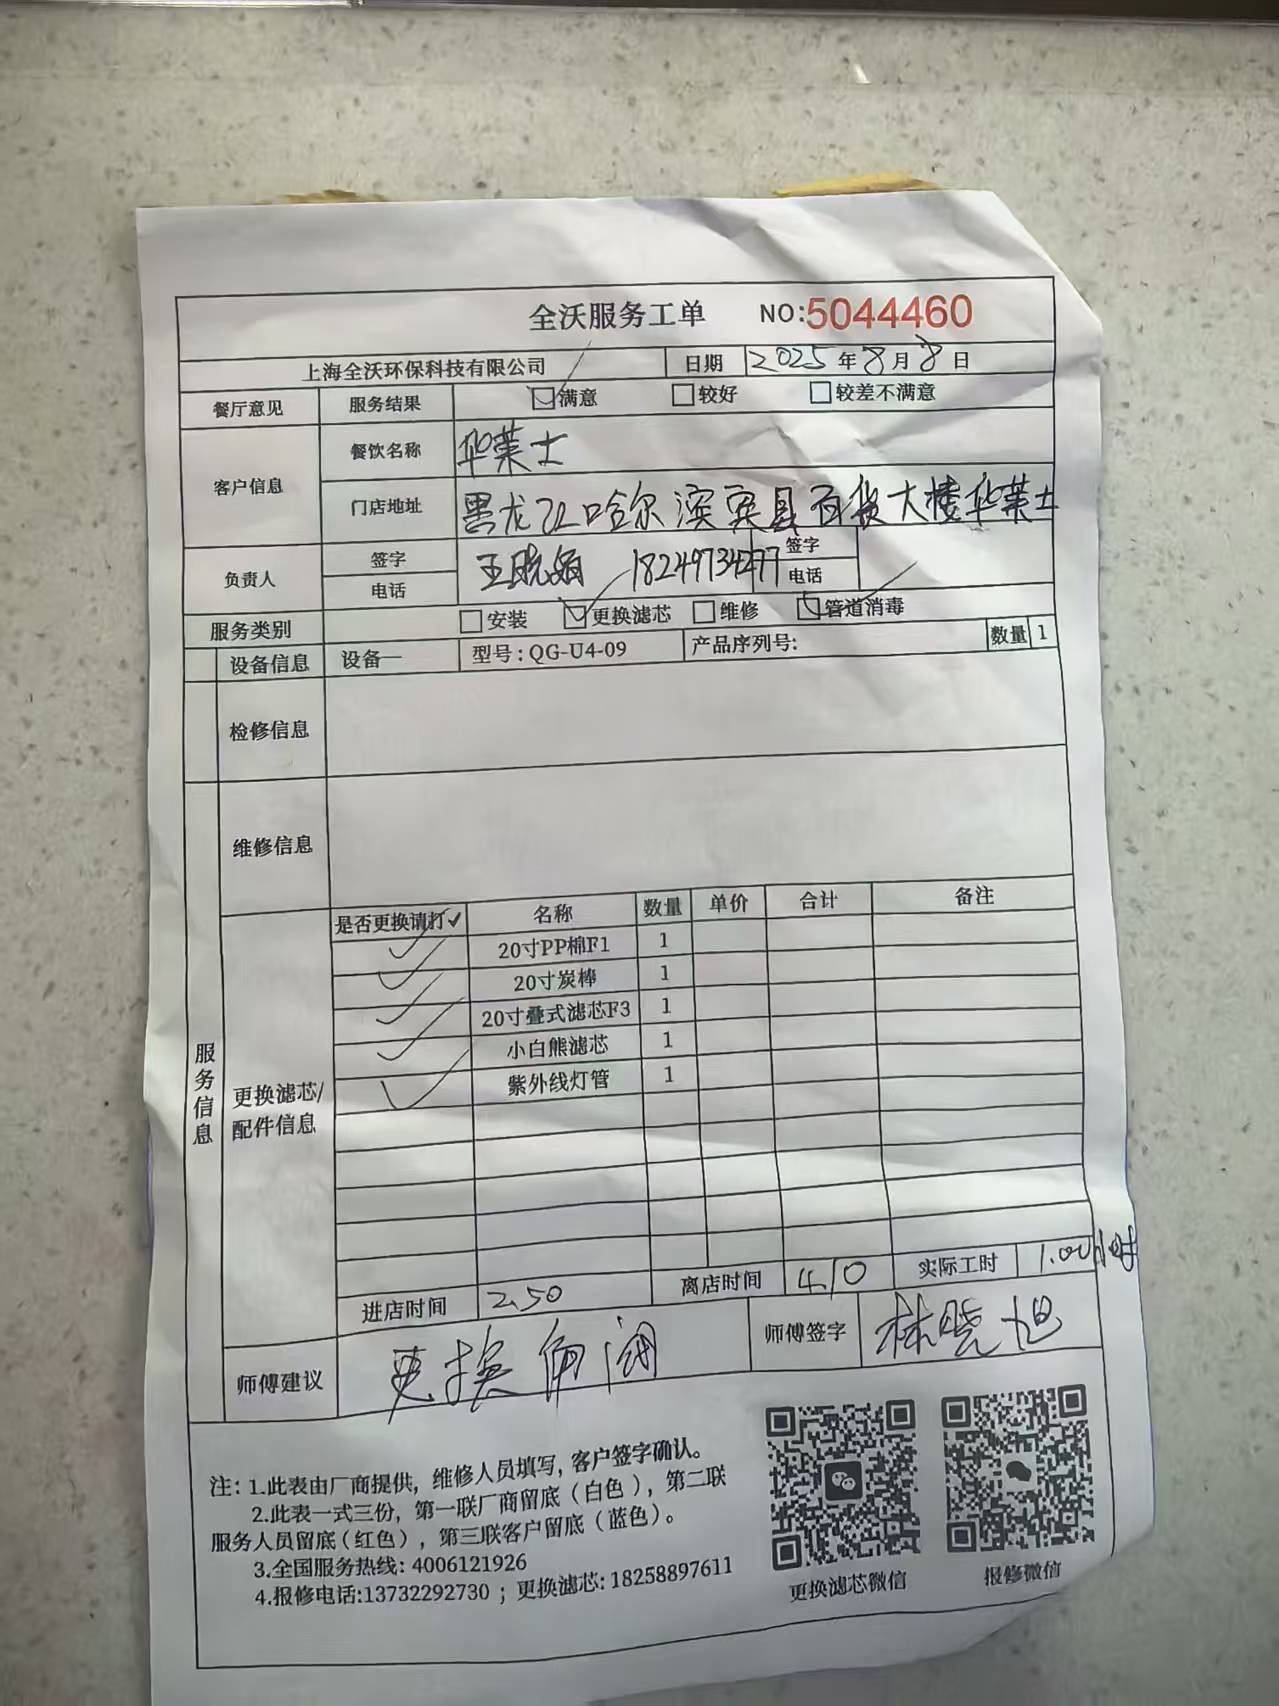 全沃服务工单 NO:5044460
上海全沃环保科技有限公司 日期 2025年8月8日
餐厅意见 服务结果 满意 较好 较差不满意
客户信息 餐饮名称 华莱士
门店地址 黑龙江哈尔滨宾县百货大楼华莱士
负责人 签字 电话 王晓 18249734277 签字 电话
服务类别 安装 更换滤芯 维修 管道消毒
设备信息 设备一 型号:QG-U4-09 产品序列号: 数量 1
检修信息
维修信息
服务信息
更换滤芯/配件信息
是否更换请打✓ 名称 数量 单价 合计 备注
✓ 20寸PP棉F1 1
✓ 20寸炭棒 1
✓ 20寸叠式滤芯F3 1
✓ 小白熊滤芯 1
✓ 紫外线灯管 1
进店时间 2.50 离店时间 4.10 实际工时 1.00小时
师傅建议 更换角阀 师傅签字 林晓旭
注:1.此表由厂商提供,维修人员填写,客户签字确认。
2.此表一式三份,第一联厂商留底(白色),第二联
服务人员留底(红色),第三联客户留底(蓝色)。
3.全国服务热线:4006121926
4.报修电话:13732292730;更换滤芯:18258897611
更换滤芯微信 报修微信